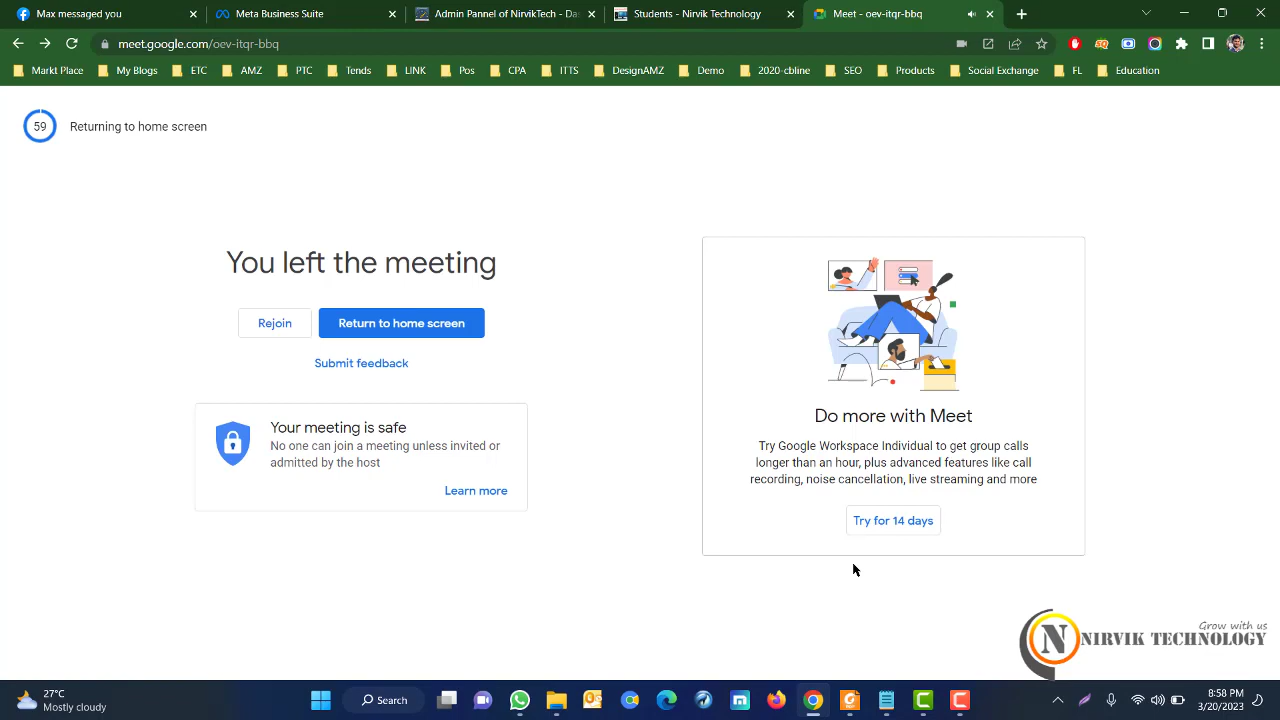 Max messaged you
Meta Business Suite
Admin Pannel of NirvikTech - Das
Students - Nirvik Technology
Meet - oev-itqr-bbq
meet.google.com/oev-itqr-bbq
Markt Place
My Blogs
ETC
AMZ
PTC
Tends
LINK
Pos
CPA
ITTS
DesignAMZ
Demo
2020-cbline
SEO
Products
Social Exchange
FL
Education
59
Returning to home screen
You left the meeting
Rejoin
Return to home screen
Submit feedback
Your meeting is safe
No one can join a meeting unless invited or
admitted by the host
Learn more
Do more with Meet
Try Google Workspace Individual to get group calls
longer than an hour, plus advanced features like call
recording, noise cancellation, live streaming and more
Try for 14 days
Grow with us
N NIRVIK TECHNOLOGY
27°C
Mostly cloudy
Search
8:58 PM
3/20/2023